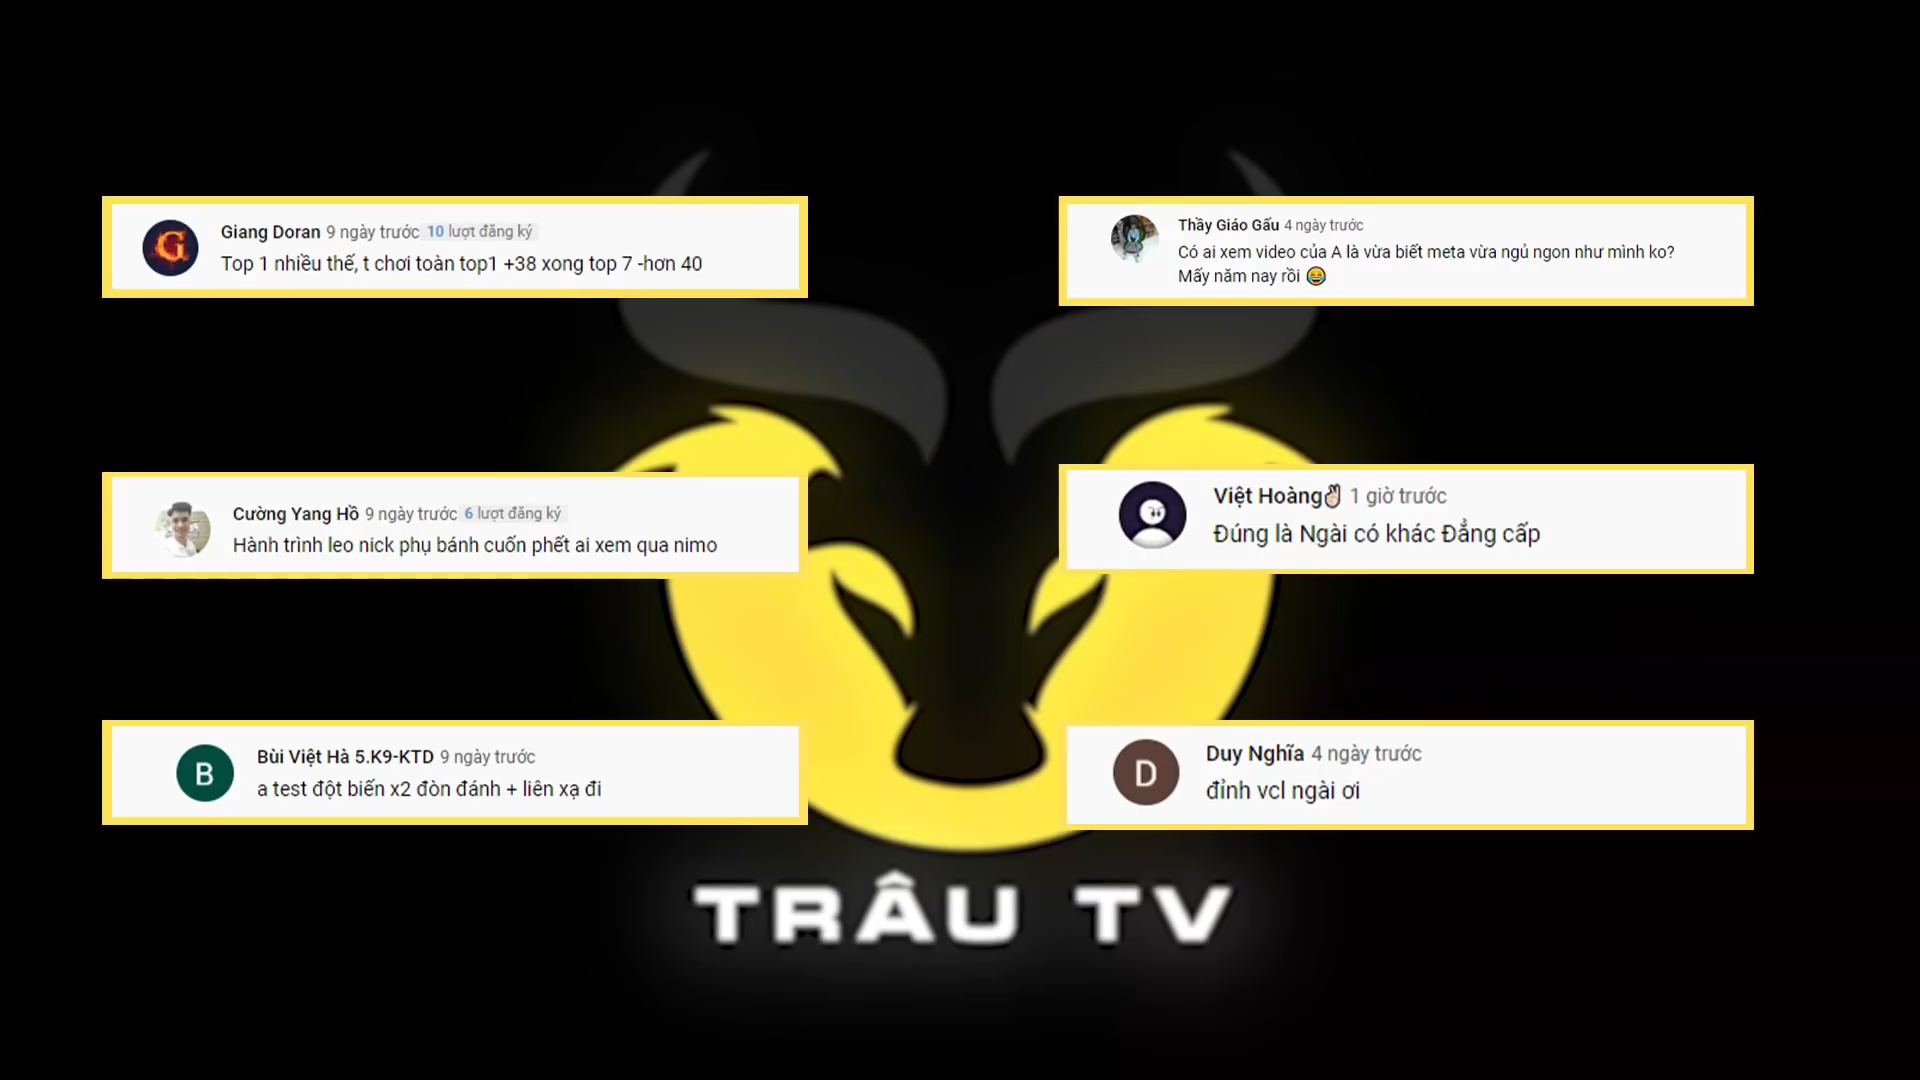 Giang Doran 9 ngày trước 10 lượt đăng ký
Top 1 nhiều thế, t chơi toàn top1 +38 xong top 7 -hơn 40
Thầy Giáo Gấu 4 ngày trước
Có ai xem video của A là vừa biết meta vừa ngủ ngon như mình ko?
Mấy năm nay rồi 😂
Cường Yang Hồ 9 ngày trước 6 lượt đăng ký
Hành trình leo nick phụ bánh cuốn phết ai xem qua nimo
Việt Hoàng✌🏻 1 giờ trước
Đúng là Ngài có khác Đẳng cấp
Bùi Việt Hà 5.K9-KTD 9 ngày trước
a test đột biến x2 đòn đánh + liên xạ đi
Duy Nghĩa 4 ngày trước
đỉnh vcl ngài ơi
G
B
D
TRÂU TV